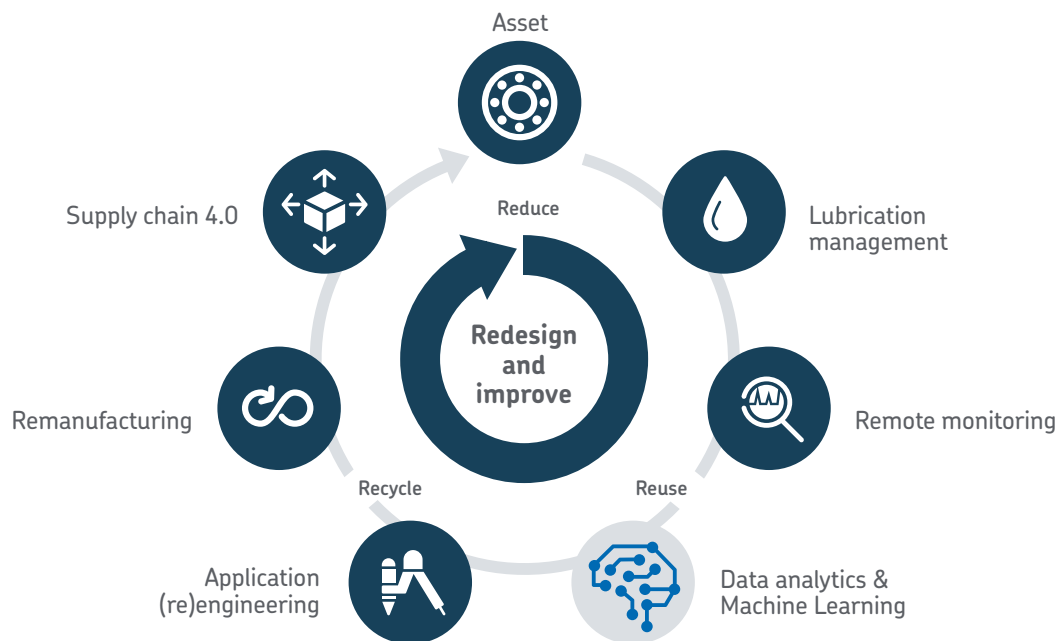 Asset
Supply chain 4.0
Reduce
Lubrication
management
Redesign
and
improve
Remanufacturing
Remote monitoring
Recycle
Reuse
Application
(re)engineering
Data analytics &
Machine Learning